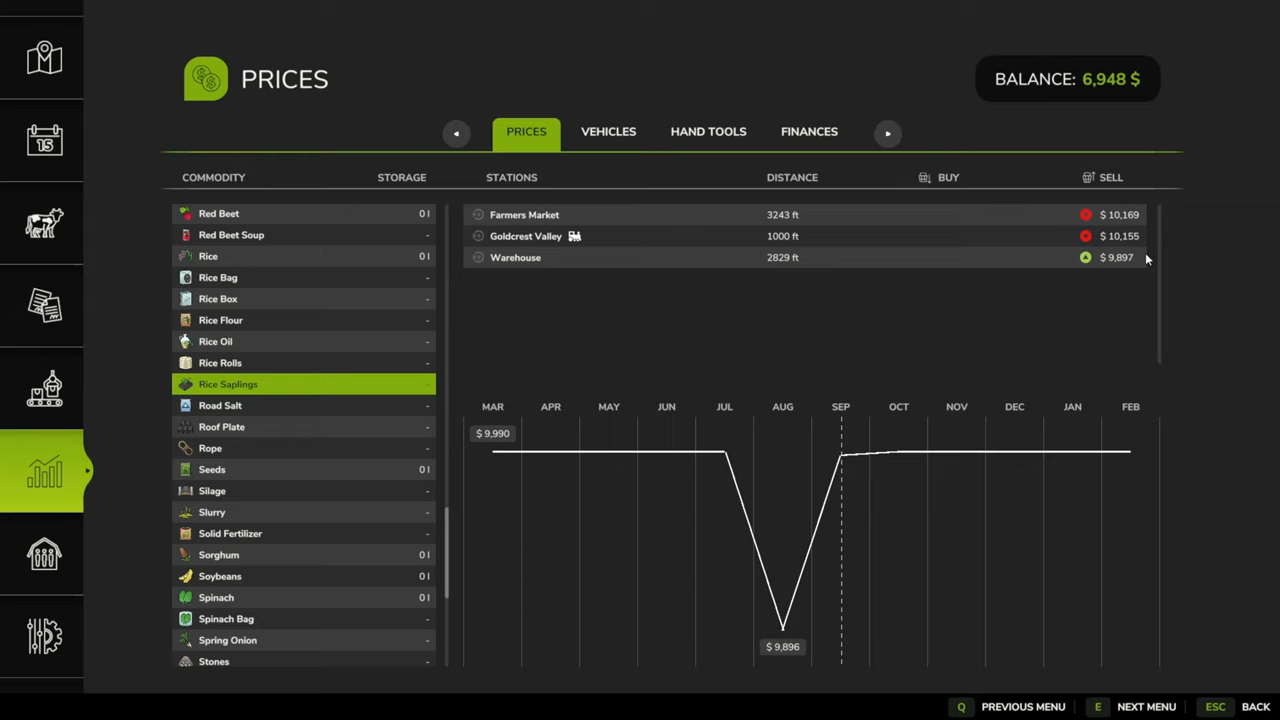 PRICES
BALANCE: 6,948 $
PRICES VEHICLES HAND TOOLS FINANCES
COMMODITY STORAGE
Red Beet 0 l
Red Beet Soup -
Rice 0 l
Rice Bag -
Rice Box -
Rice Flour -
Rice Oil -
Rice Rolls -
Rice Saplings -
Road Salt -
Roof Plate -
Rope -
Seeds 0 l
Silage -
Slurry -
Solid Fertilizer -
Sorghum 0 l
Soybeans 0 l
Spinach 0 l
Spinach Bag -
Spring Onion -
Stones -
STATIONS DISTANCE BUY SELL
Farmers Market 3243 ft $ 10,169
Goldcrest Valley 1000 ft $ 10,155
Warehouse 2829 ft $ 9,897
MAR APR MAY JUN JUL AUG SEP OCT NOV DEC JAN FEB
$ 9,990
$ 9,896
15
Q PREVIOUS MENU E NEXT MENU ESC BACK